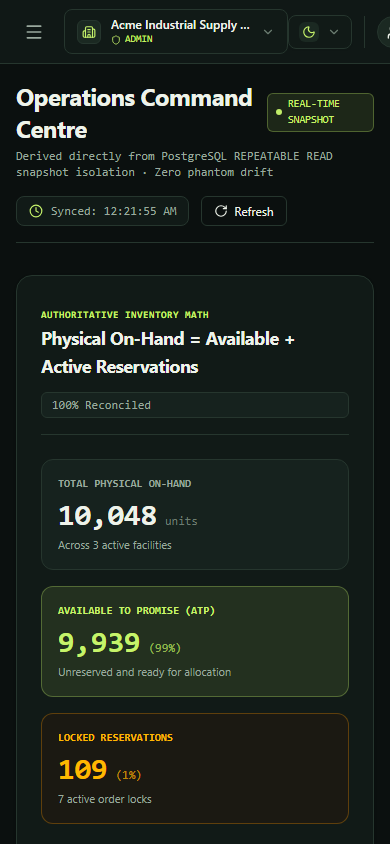 Acme Industrial Supply ...
ADMIN
Operations Command
Centre
REAL-TIME
SNAPSHOT
Derived directly from PostgreSQL REPEATABLE READ
snapshot isolation · Zero phantom drift
Synced: 12:21:55 AM
Refresh
AUTHORITATIVE INVENTORY MATH
Physical On-Hand = Available +
Active Reservations
100% Reconciled
TOTAL PHYSICAL ON-HAND
10,048 units
Across 3 active facilities
AVAILABLE TO PROMISE (ATP)
9,939 (99%)
Unreserved and ready for allocation
LOCKED RESERVATIONS
109 (1%)
7 active order locks